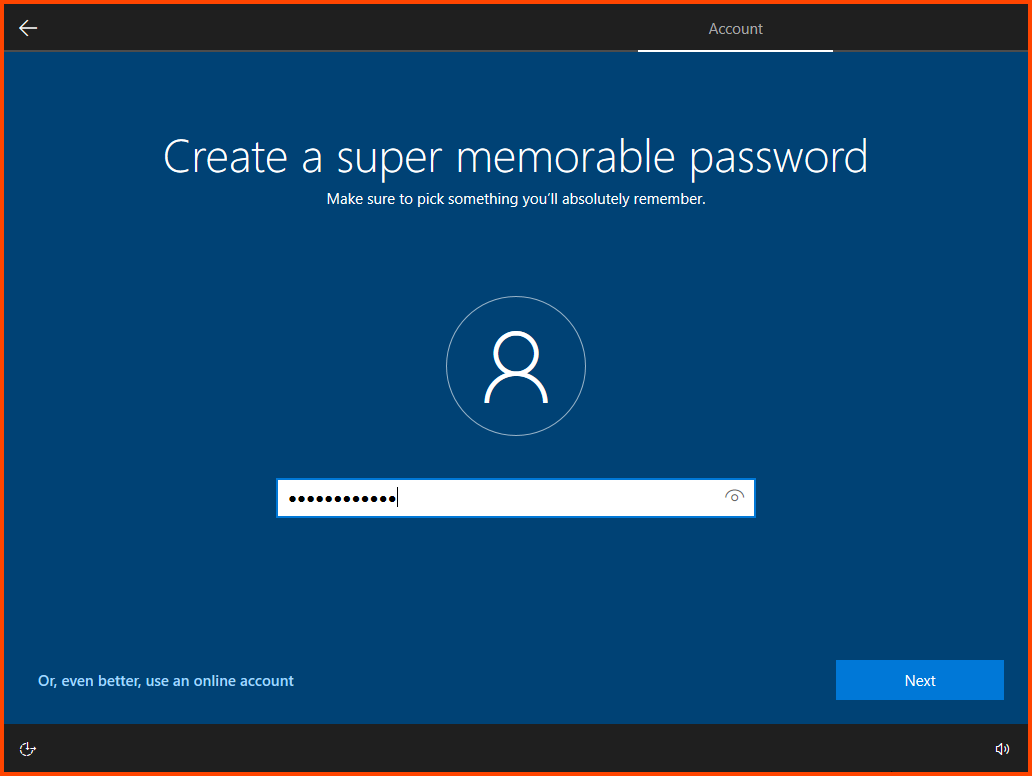 Account
Create a super memorable password
Make sure to pick something you’ll absolutely remember.
••••••••••••
Or, even better, use an online account
Next